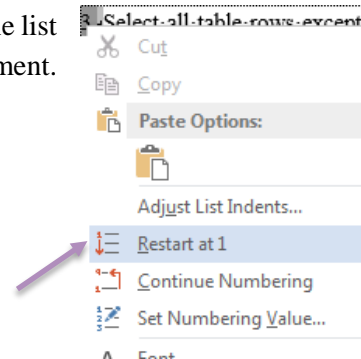 e list
ment.
3. Select all table rows except
Cut
Copy
Paste Options:
Adjust List Indents...
Restart at 1
Continue Numbering
Set Numbering Value...
Font